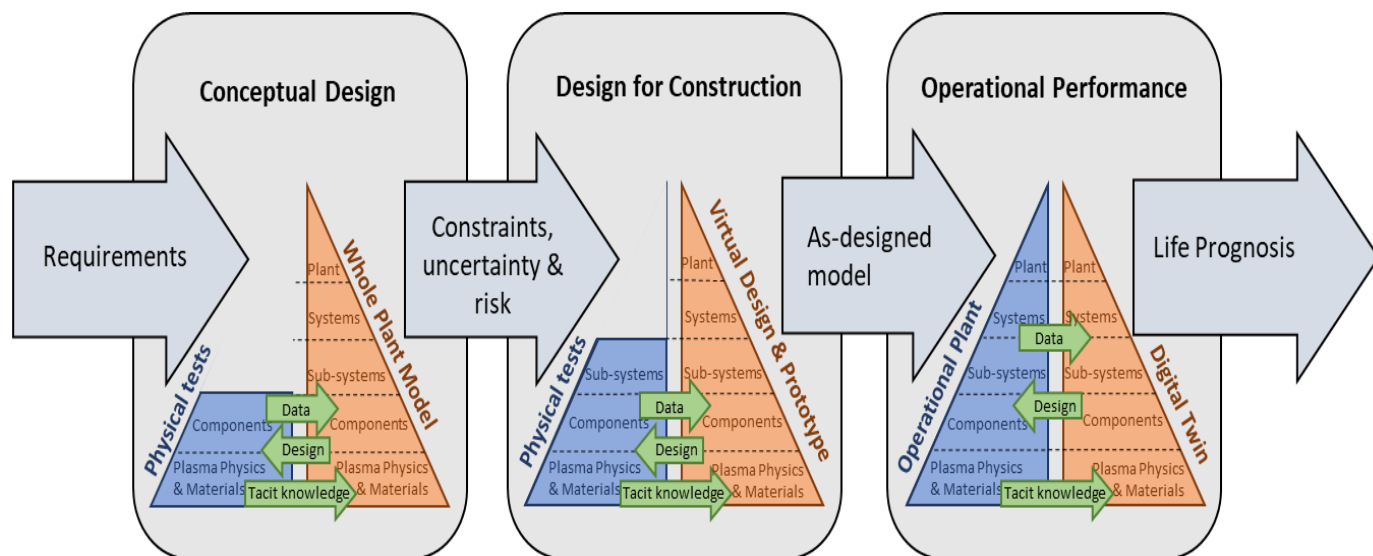 Conceptual Design
Design for Construction
Operational Performance
Requirements
Physical tests
Components
Plasma Physics
& Materials
Whole Plant Model
Plant
Systems
Sub-systems
Components
Plasma Physics
& Materials
Data
Design
Tacit knowledge
Constraints,
uncertainty &
risk
Physical tests
Sub-systems
Components
Plasma Physics
& Materials
Virtual Design & Prototype
Plant
Systems
Sub-systems
Components
Plasma Physics
& Materials
Data
Design
Tacit knowledge
As-designed
model
Operational Plant
Plant
Systems
Sub-systems
Components
Plasma Physics
& Materials
Digital Twin
Plant
Systems
Sub-systems
Components
Plasma Physics
& Materials
Data
Design
Tacit knowledge
Life Prognosis